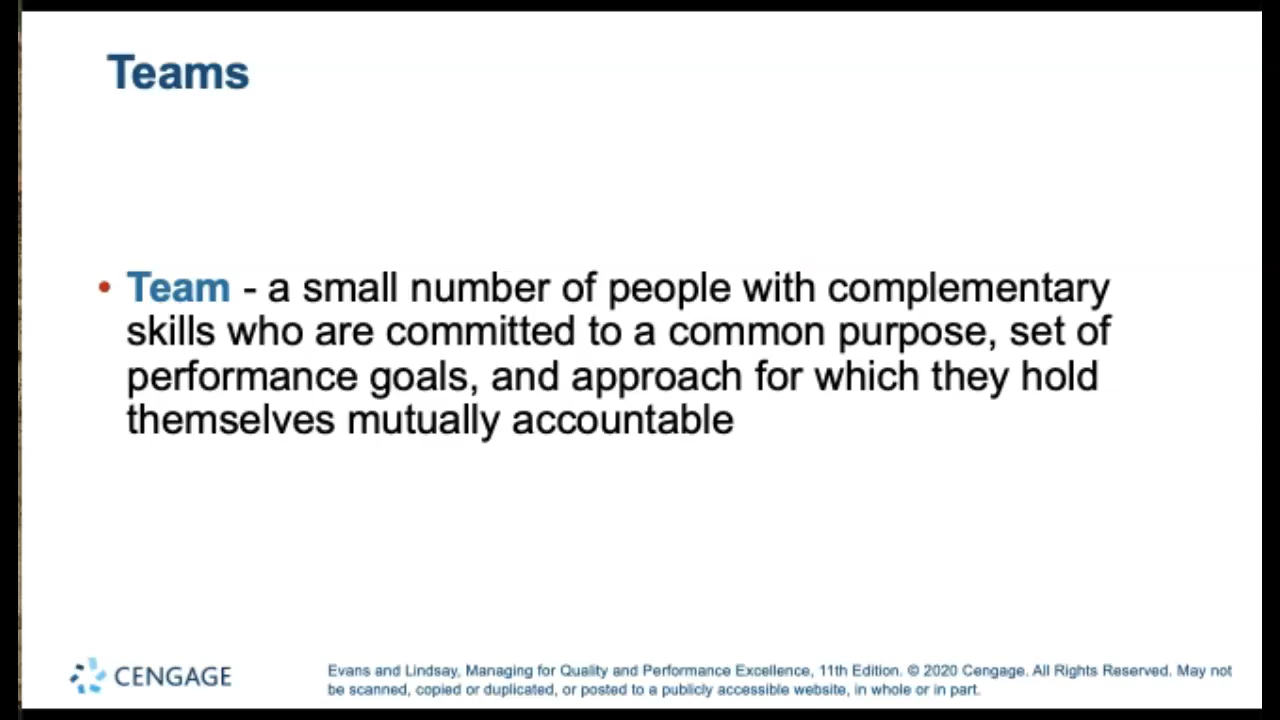 Teams
• Team - a small number of people with complementary
skills who are committed to a common purpose, set of
performance goals, and approach for which they hold
themselves mutually accountable
CENGAGE
Evans and Lindsay, Managing for Quality and Performance Excellence, 11th Edition. © 2020 Cengage. All Rights Reserved. May not
be scanned, copied or duplicated, or posted to a publicly accessible website, in whole or in part.